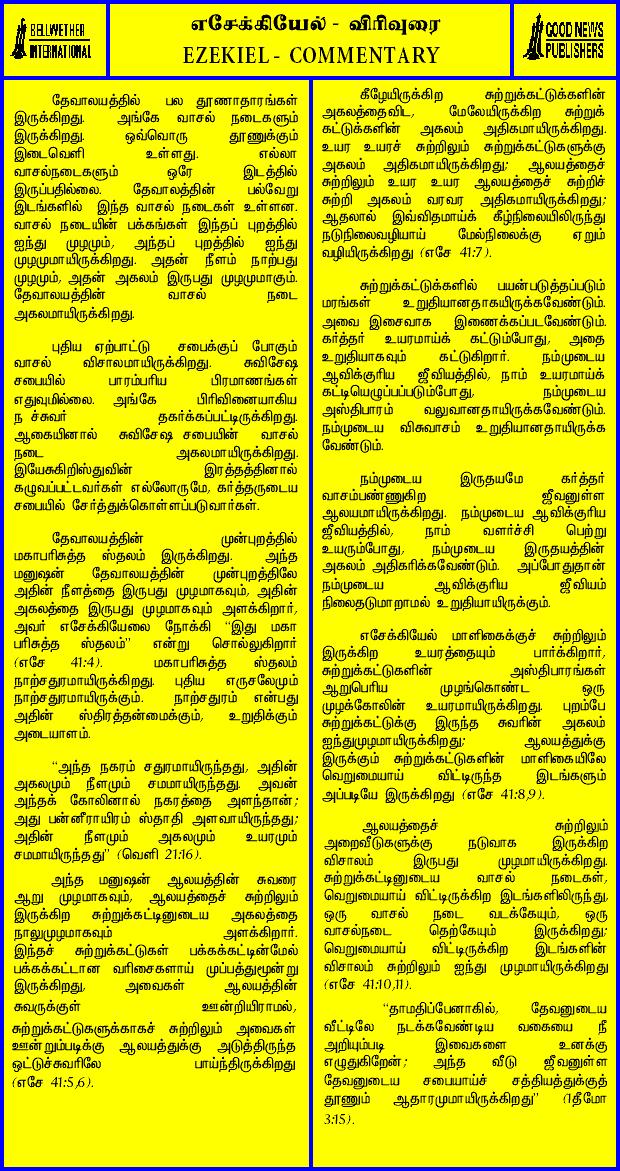 BELLWETHER
INTERNATIONAL
எசேக்கியேல் - விரிவுரை
EZEKIEL - COMMENTARY
GOOD NEWS
PUBLISHERS
தேவாலயத்தில் பல தூணாதாரங்கள்
இருக்கிறது. அங்கே வாசல் நடைகளும்
இருக்கிறது. ஒவ்வொரு தூணுக்கும்
இடைவெளி உள்ளது. எல்லா
வாசல்நடைகளும் ஒரே இடத்தில்
இருப்பதில்லை. தேவாலத்தின் பல்வேறு
இடங்களில் இந்த வாசல் நடைகள் உள்ளன.
வாசல் நடையின் பக்கங்கள் இந்தப் புறத்தில்
ஐந்து முழமும், அந்தப் புறத்தில் ஐந்து
முழமுமாயிருக்கிறது. அதன் நீளம் நாற்பது
முழமும், அதன் அகலம் இருபது முழமுமாகும்.
தேவாலயத்தின் வாசல் நடை
அகலமாயிருக்கிறது.
புதிய ஏற்பாட்டு சபைக்குப் போகும்
வாசல் விசாலமாயிருக்கிறது. சுவிசேஷ
சபையில் பாரம்பரிய பிரமாணங்கள்
எதுவுமில்லை. அங்கே பிரிவினையாகிய
ந ச்சுவர் தகர்க்கப்பட்டிருக்கிறது.
ஆகையினால் சுவிசேஷ சபையின் வாசல்
நடை அகலமாயிருக்கிறது.
இயேசுகிறிஸ்துவின் இரத்தத்தினால்
கழுவப்பட்டவர்கள் எல்லோருமே, கர்த்தருடைய
சபையில் சேர்த்துக்கொள்ளப்படுவார்கள்.
தேவாலயத்தின் முன்புறத்தில்
மகாபரிசுத்த ஸ்தலம் இருக்கிறது. அந்த
மனுஷன் தேவாலயத்தின் முன்புறத்திலே
அதின் நீளத்தை இருபது முழமாகவும், அதின்
அகலத்தை இருபது முழமாகவும் அளக்கிறார்,
அவர் எசேக்கியேலை நோக்கி “இது மகா
பரிசுத்த ஸ்தலம்” என்று சொல்லுகிறார்
(எசே 41:4). மகாபரிசுத்த ஸ்தலம்
நாற்சதுரமாயிருக்கிறது. புதிய எருசலேமும்
நாற்சதுரமாயிருக்கும். நாற்சதுரம் என்பது
அதின் ஸ்திரத்தன்மைக்கும், உறுதிக்கும்
அடையாளம்.
“அந்த நகரம் சதுரமாயிருந்தது, அதின்
அகலமும் நீளமும் சமமாயிருந்தது. அவன்
அந்தக் கோலினால் நகரத்தை அளந்தான்;
அது பன்னீராயிரம் ஸ்தாதி அளவாயிருந்தது;
அதின் நீளமும் அகலமும் உயரமும்
சமமாயிருந்தது” (வெளி 21:16).
அந்த மனுஷன் ஆலயத்தின் சுவரை
ஆறு முழமாகவும், ஆலயத்தைச் சுற்றிலும்
இருக்கிற சுற்றுக்கட்டினுடைய அகலத்தை
நாலுமுழமாகவும் அளக்கிறார்.
இந்தச் சுற்றுக்கட்டுகள் பக்கக்கட்டின்மேல்
பக்கக்கட்டான வரிசைகளாய் முப்பத்துமூன்று
இருக்கிறது, அவைகள் ஆலயத்தின்
சுவருக்குள் ஊன்றியிராமல்,
சுற்றுக்கட்டுகளுக்காகச் சுற்றிலும் அவைகள்
ஊன்றும்படிக்கு ஆலயத்துக்கு அடுத்திருந்த
ஒட்டுச்சுவரிலே பாய்ந்திருக்கிறது
(எசே 41:5,6).
கீழேயிருக்கிற சுற்றுக்கட்டுக்களின்
அகலத்தைவிட, மேலேயிருக்கிற சுற்றுக்
கட்டுக்களின் அகலம் அதிகமாயிருக்கிறது.
உயர உயரச் சுற்றிலும் சுற்றுக்கட்டுகளுக்கு
அகலம் அதிகமாயிருக்கிறது; ஆலயத்தைச்
சுற்றிலும் உயர உயர ஆலயத்தைச் சுற்றிச்
சுற்றி அகலம் வரவர அதிகமாயிருக்கிறது;
ஆதலால் இவ்விதமாய்க் கீழ்நிலையிலிருந்து
நடுநிலைவழியாய் மேல்நிலைக்கு ஏறும்
வழியிருக்கிறது (எசே 41:7).
சுற்றுக்கட்டுக்களில் பயன்படுத்தப்படும்
மரங்கள் உறுதியானதாகயிருக்கவேண்டும்.
அவை இசைவாக இணைக்கப்படவேண்டும்.
கர்த்தர் உயரமாய்க் கட்டும்போது, அதை
உறுதியாகவும் கட்டுகிறார். நம்முடைய
ஆவிக்குரிய ஜீவியத்தில், நாம் உயரமாய்க்
கட்டியெழுப்பப்படும்போது, நம்முடைய
அஸ்திபாரம் வலுவானதாயிருக்கவேண்டும்.
நம்முடைய விசுவாசம் உறுதியானதாயிருக்க
வேண்டும்.
நம்முடைய இருதயமே கர்த்தர்
வாசம்பண்ணுகிற ஜீவனுள்ள
ஆலயமாயிருக்கிறது. நம்முடைய ஆவிக்குரிய
ஜீவியத்தில், நாம் வளர்ச்சி பெற்று
உயரும்போது, நம்முடைய இருதயத்தின்
அகலம் அதிகரிக்கவேண்டும். அப்போதுதான்
நம்முடைய ஆவிக்குரிய ஜீவியம்
நிலைதடுமாறாமல் உறுதியாயிருக்கும்.
எசேக்கியேல் மாளிகைக்குச் சுற்றிலும்
இருக்கிற உயரத்தையும் பார்க்கிறார்,
சுற்றுக்கட்டுகளின் அஸ்திபாரங்கள்
ஆறுபெரிய முழங்கொண்ட ஒரு
முழக்கோலின் உயரமாயிருக்கிறது. புறம்பே
சுற்றுக்கட்டுக்கு இருந்த சுவரின் அகலம்
ஐந்துமுழமாயிருக்கிறது; ஆலயத்துக்கு
இருக்கும் சுற்றுக்கட்டுகளின் மாளிகையிலே
வெறுமையாய் விட்டிருந்த இடங்களும்
அப்படியே இருக்கிறது (எசே 41:8,9).
ஆலயத்தைச் சுற்றிலும்
அறைவீடுகளுக்கு நடுவாக இருக்கிற
விசாலம் இருபது முழமாயிருக்கிறது.
சுற்றுக்கட்டினுடைய வாசல் நடைகள்,
வெறுமையாய் விட்டிருக்கிற இடங்களிலிருந்து,
ஒரு வாசல் நடை வடக்கேயும், ஒரு
வாசல்நடை தெற்கேயும் இருக்கிறது;
வெறுமையாய் விட்டிருக்கிற இடங்களின்
விசாலம் சுற்றிலும் ஐந்து முழமாயிருக்கிறது
(எசே 41:10,11).
“தாமதிப்பேனாகில், தேவனுடைய
வீட்டிலே நடக்கவேண்டிய வகையை நீ
அறியும்படி இவைகளை உனக்கு
எழுதுகிறேன்; அந்த வீடு ஜீவனுள்ள
தேவனுடைய சபையாய்ச் சத்தியத்துக்குத்
தூணும் ஆதாரமுமாயிருக்கிறது” (1தீமோ
3:15).